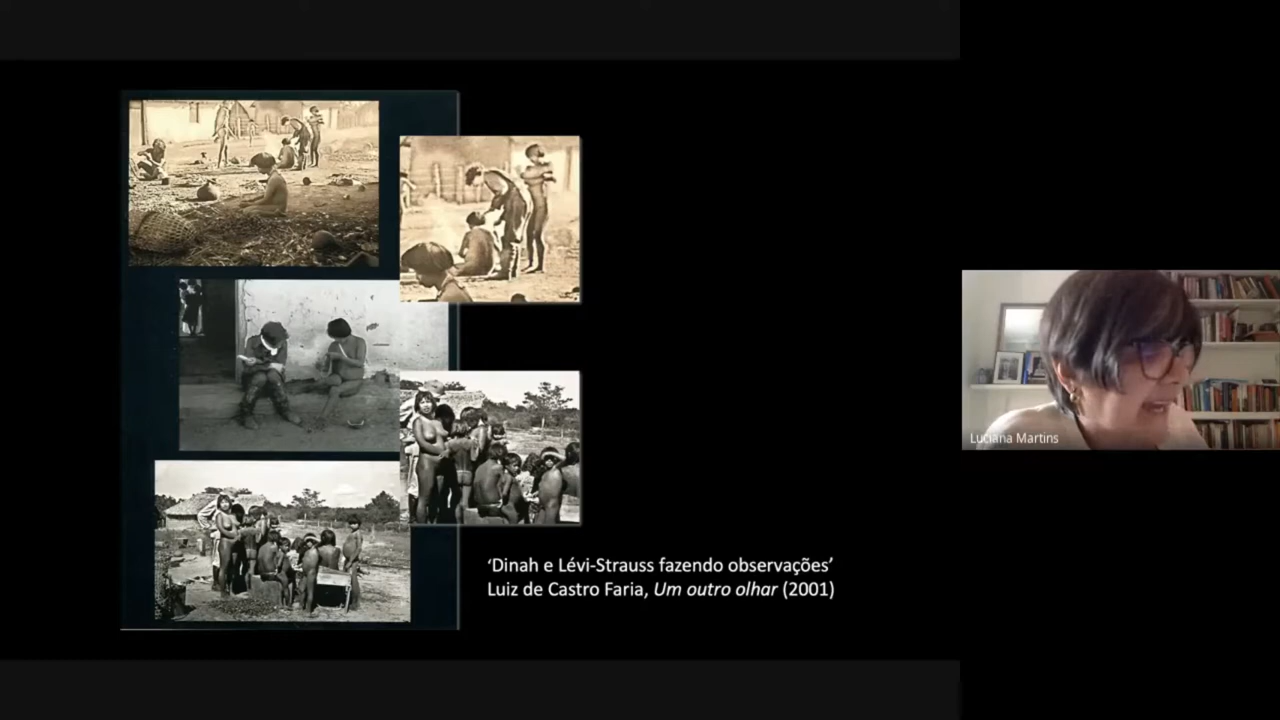 ‘Dinah e Lévi-Strauss fazendo observações’
Luiz de Castro Faria, Um outro olhar (2001)
Luciana Martins